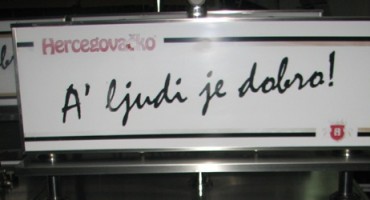 Hercegovačko
A' ljudi je dobro!